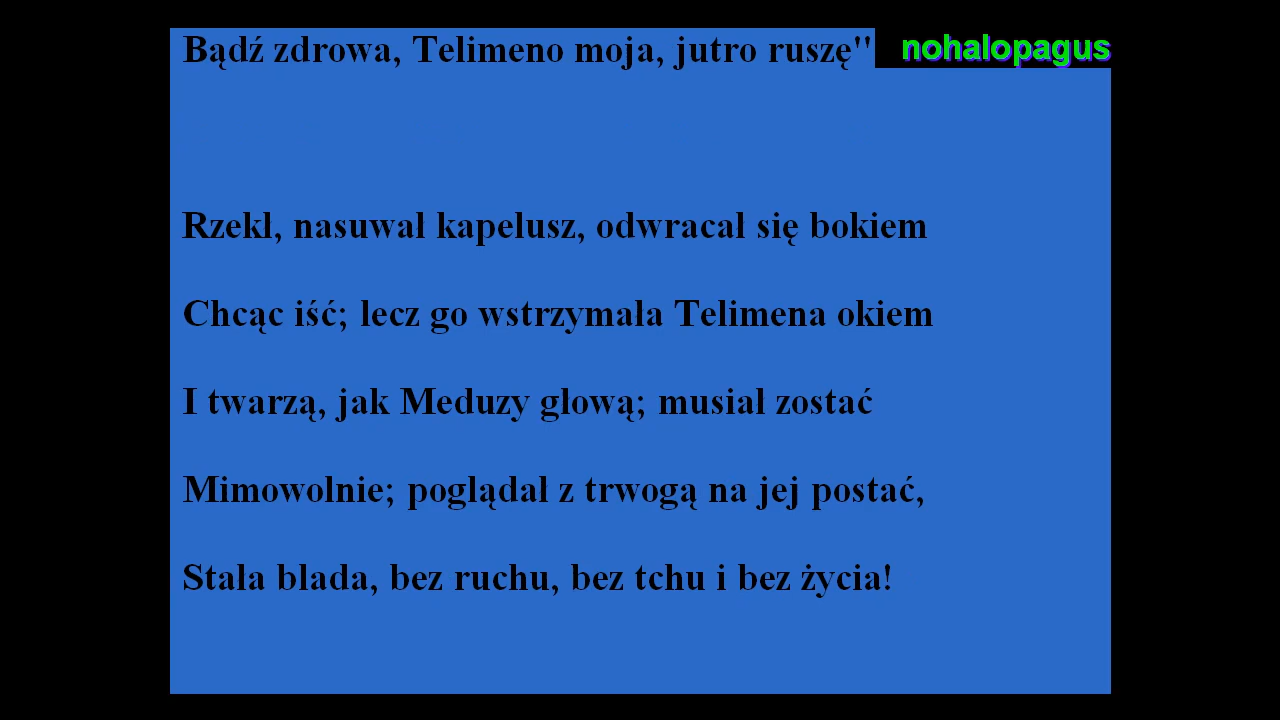 Bądź zdrowa, Telimeno moja, jutro ruszę"
nohalopagus
Rzekł, nasuwał kapelusz, odwracał się bokiem
Chcąc iść; lecz go wstrzymała Telimena okiem
I twarzą, jak Meduzy głową; musiał zostać
Mimowolnie; poglądał z trwogą na jej postać,
Stała blada, bez ruchu, bez tchu i bez życia!